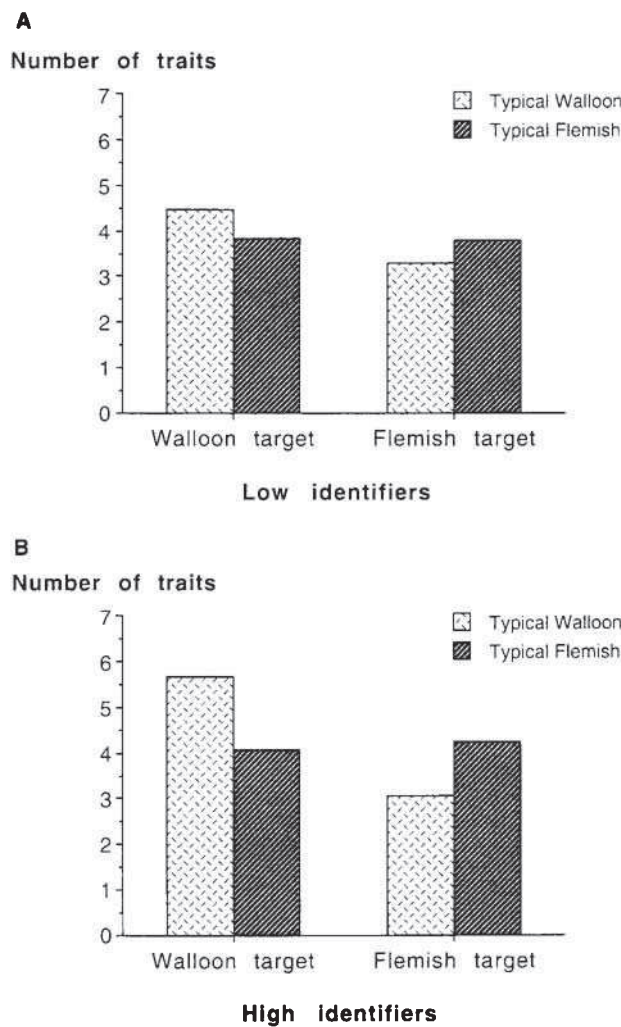 A
Number of traits
7
6
5
4
3
2
1
0
Typical Walloon
Typical Flemish
Walloon target Flemish target
Low identifiers
B
Number of traits
7
6
5
4
3
2
1
0
Typical Walloon
Typical Flemish
Walloon target Flemish target
High identifiers